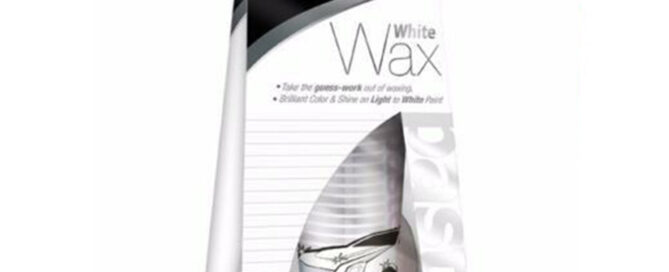 White
Wax
•Take the guess-work out of waxing.
•Brilliant Color & Shine on Light to White Paint